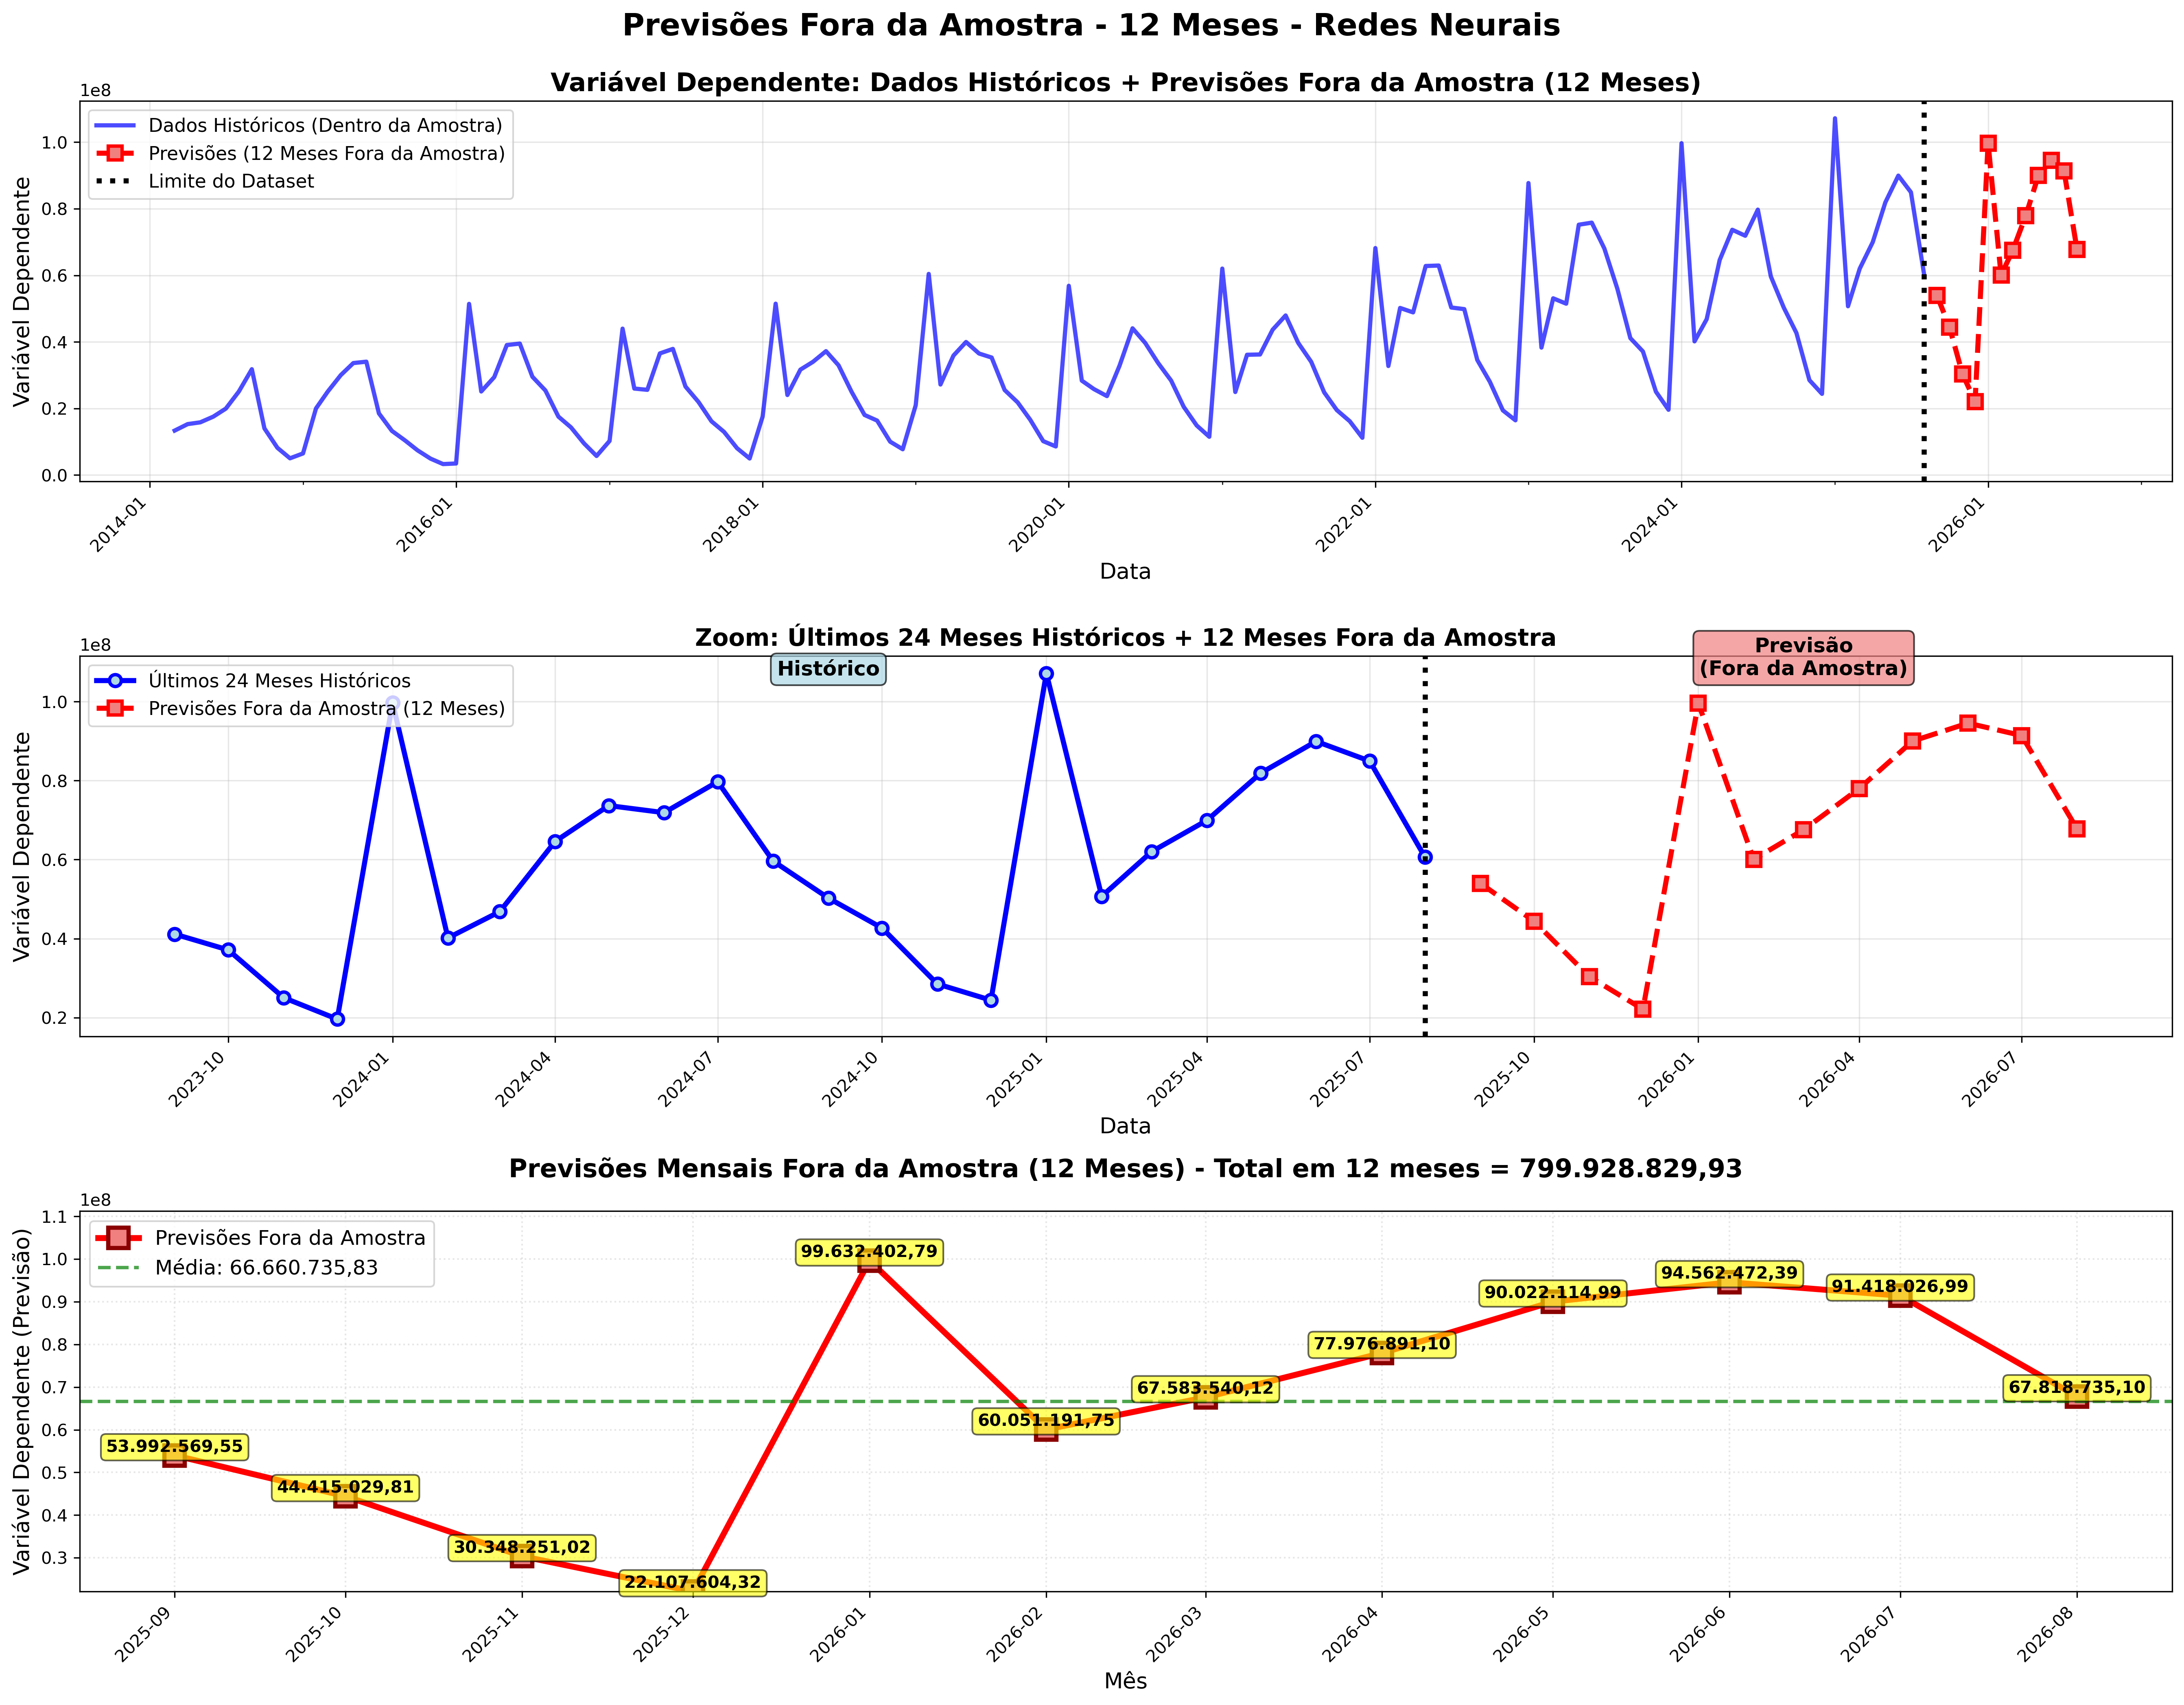 Previsões Fora da Amostra - 12 Meses - Redes Neurais
Variável Dependente: Dados Históricos + Previsões Fora da Amostra (12 Meses)
1e8
Dados Históricos (Dentro da Amostra)
Previsões (12 Meses Fora da Amostra)
Limite do Dataset
Variável Dependente
1.0
0.8
0.6
0.4
0.2
0.0
2014-01
2016-01
2018-01
2020-01
2022-01
2024-01
2026-01
Data
Zoom: Últimos 24 Meses Históricos + 12 Meses Fora da Amostra
1e8
Últimos 24 Meses Históricos
Previsões Fora da Amostra (12 Meses)
Histórico
Previsão
(Fora da Amostra)
Variável Dependente
1.0
0.8
0.6
0.4
0.2
2023-10
2024-01
2024-04
2024-07
2024-10
2025-01
2025-04
2025-07
2025-10
2026-01
2026-04
2026-07
Data
Previsões Mensais Fora da Amostra (12 Meses) - Total em 12 meses = 799.928.829,93
1e8
Previsões Fora da Amostra
Média: 66.660.735,83
Variável Dependente (Previsão)
1.1
1.0
0.9
0.8
0.7
0.6
0.5
0.4
0.3
53.992.569,55
44.415.029,81
30.348.251,02
22.107.604,32
99.632.402,79
60.051.191,75
67.583.540,12
77.976.891,10
90.022.114,99
94.562.472,39
91.418.026,99
67.818.735,10
2025-09
2025-10
2025-11
2025-12
2026-01
2026-02
2026-03
2026-04
2026-05
2026-06
2026-07
2026-08
Mês